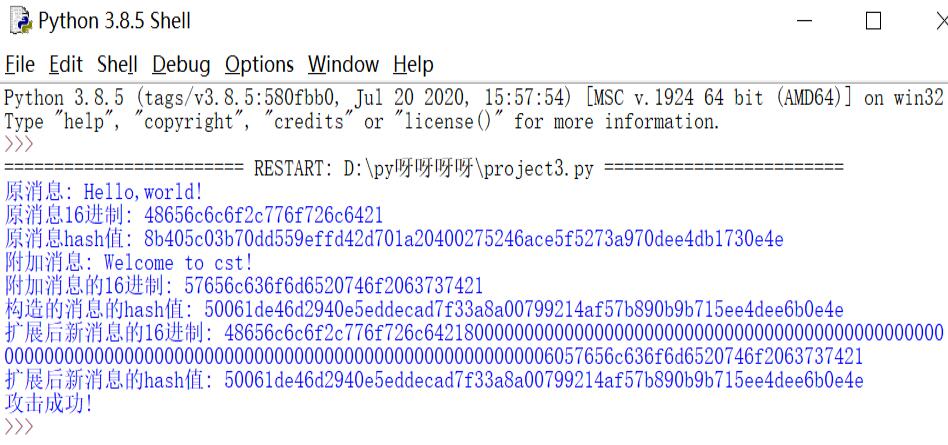 Python 3.8.5 Shell
File Edit Shell Debug Options Window Help
Python 3.8.5 (tags/v3.8.5:580fbb0, Jul 20 2020, 15:57:54) [MSC v.1924 64 bit (AMD64)] on win32
Type "help", "copyright", "credits" or "license()" for more information.
>>>
======================== RESTART: D:\py呀呀呀呀\project3.py ========================
原消息: Hello,world!
原消息16进制: 48656c6c6f2c776f726c6421
原消息hash值: 8b405c03b70dd559effd42d701a20400275246ace5f5273a970dee4db1730e4e
附加消息: Welcome to cst!
附加消息的16进制: 57656c636f6d6520746f2063737421
构造的消息的hash值: 50061de46d2940e5eddecad7f33a8a00799214af57b890b9b715ee4dee6b0e4e
扩展后新消息的16进制: 48656c6c6f2c776f726c6421800000000000000000000000000000000000000000000000
0000000000000000000000000000000000000000000000000000006057656c636f6d6520746f2063737421
扩展后新消息的hash值: 50061de46d2940e5eddecad7f33a8a00799214af57b890b9b715ee4dee6b0e4e
攻击成功!
>>>